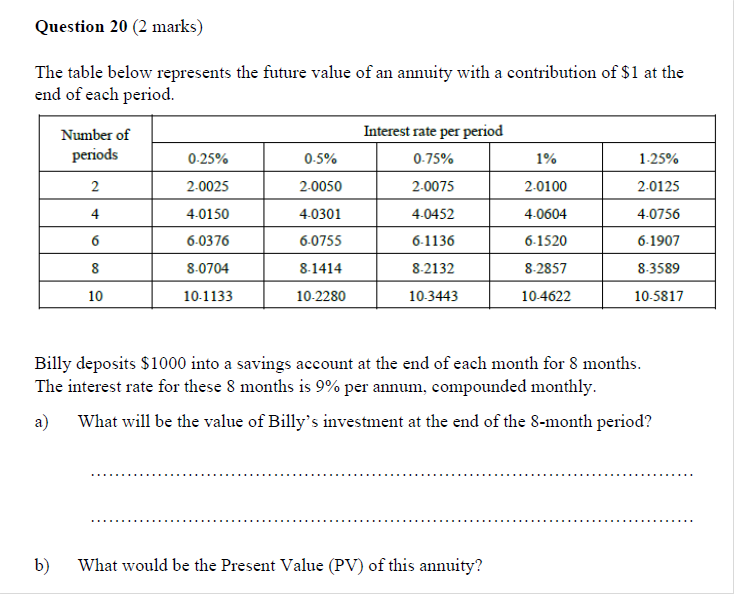 Question 20 (2 marks)
The table below represents the future value of an annuity with a contribution of $1 at the
end of each period.
Number of periods Interest rate per period
0·25% 0·5% 0·75% 1% 1·25%
2 2·0025 2·0050 2·0075 2·0100 2·0125
4 4·0150 4·0301 4·0452 4·0604 4·0756
6 6·0376 6·0755 6·1136 6·1520 6·1907
8 8·0704 8·1414 8·2132 8·2857 8·3589
10 10·1133 10·2280 10·3443 10·4622 10·5817
Billy deposits $1000 into a savings account at the end of each month for 8 months.
The interest rate for these 8 months is 9% per annum, compounded monthly.
a) What will be the value of Billy’s investment at the end of the 8-month period?
b) What would be the Present Value (PV) of this annuity?